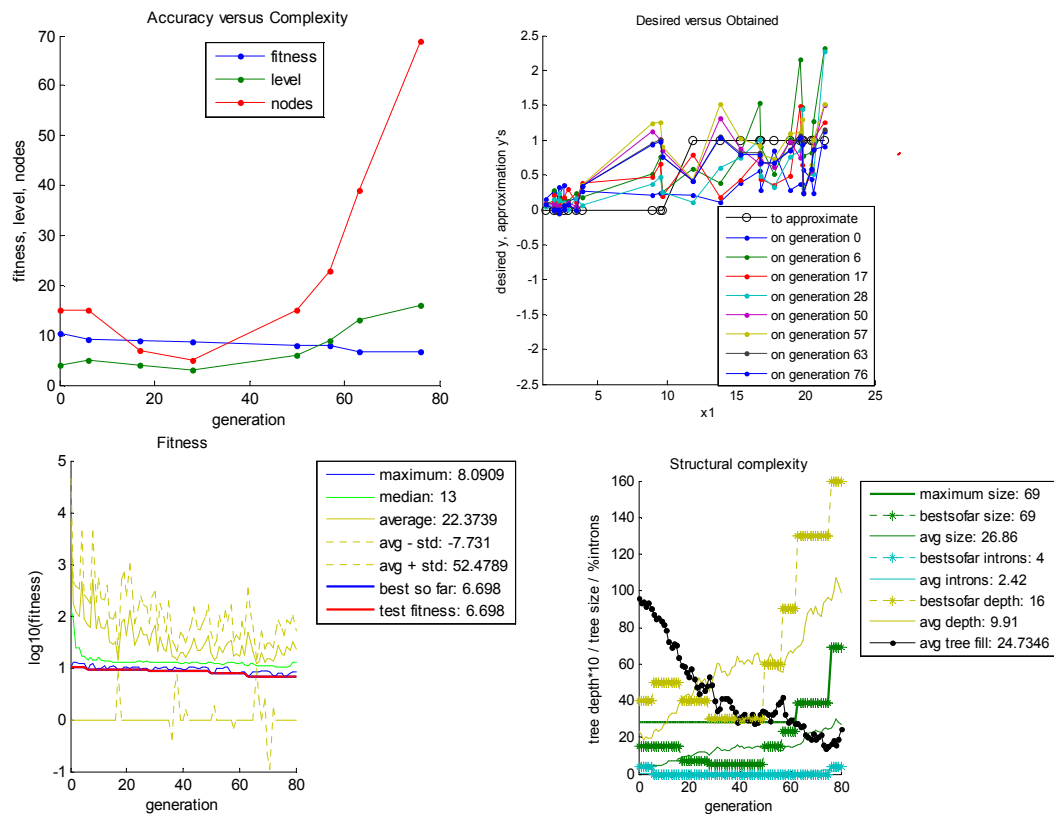 Accuracy versus Complexity
70
60
50
40
30
20
10
0
fitness, level, nodes
fitness
level
nodes
0 20 40 60 80
generation
Desired versus Obtained
2.5
2
1.5
1
0.5
0
-0.5
-1
-1.5
-2
-2.5
desired y, approximation y's
to approximate
on generation 0
on generation 6
on generation 17
on generation 28
on generation 50
on generation 57
on generation 63
on generation 76
5 10 15 20 25
x1
Fitness
5
4
3
2
1
0
-1
log10(fitness)
maximum: 8.0909
median: 13
average: 22.3739
avg - std: -7.731
avg + std: 52.4789
best so far: 6.698
test fitness: 6.698
0 20 40 60 80
generation
Structural complexity
160
140
120
100
80
60
40
20
0
tree depth*10 / tree size / %introns
maximum size: 69
bestsofar size: 69
avg size: 26.86
bestsofar introns: 4
avg introns: 2.42
bestsofar depth: 16
avg depth: 9.91
avg tree fill: 24.7346
0 20 40 60 80
generation